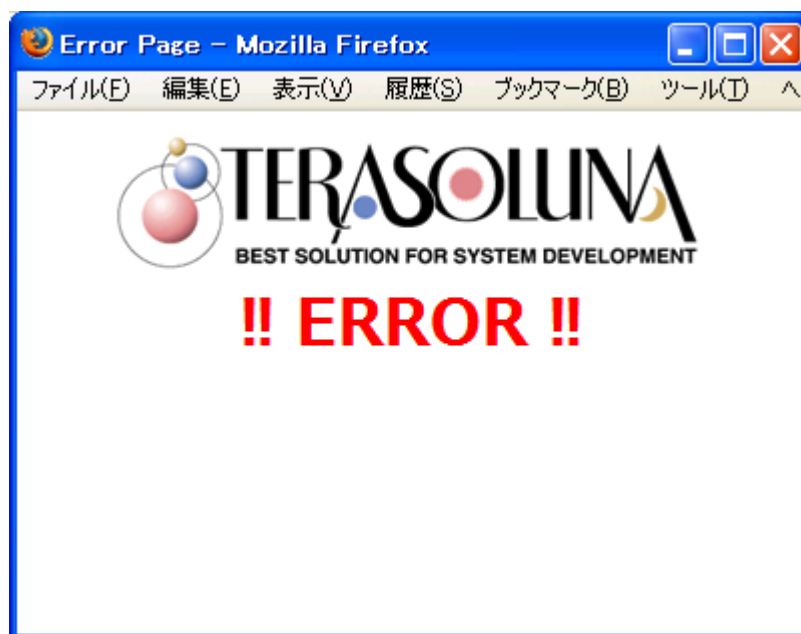 Error Page - Mozilla Firefox
ファイル(F) 編集(E) 表示(V) 履歴(S) ブックマーク(B) ツール(T) ヘ
TERASOLUNA
BEST SOLUTION FOR SYSTEM DEVELOPMENT
!! ERROR !!